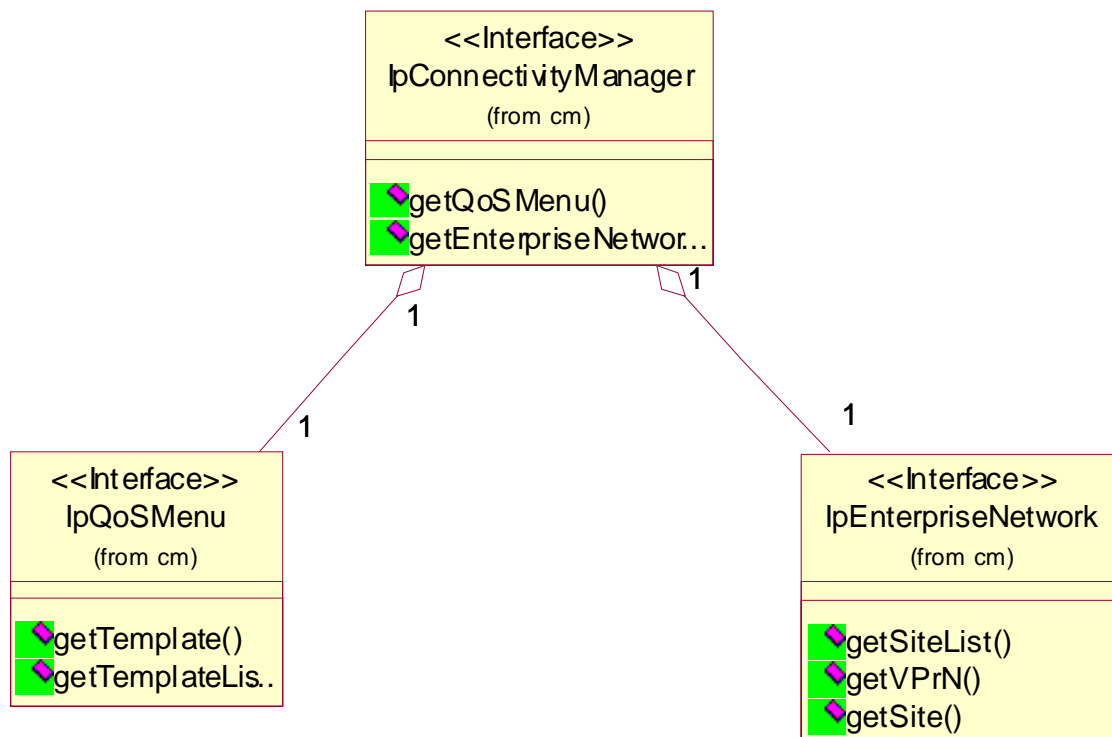 <<Interface>>
IpConnectivityManager
(from cm)
getQoSMenu()
getEnterpriseNetwor...
1
1
1
1
<<Interface>>
IpQoSMenu
(from cm)
getTemplate()
getTemplateLis..
<<Interface>>
IpEnterpriseNetwork
(from cm)
getSiteList()
getVPrN()
getSite()